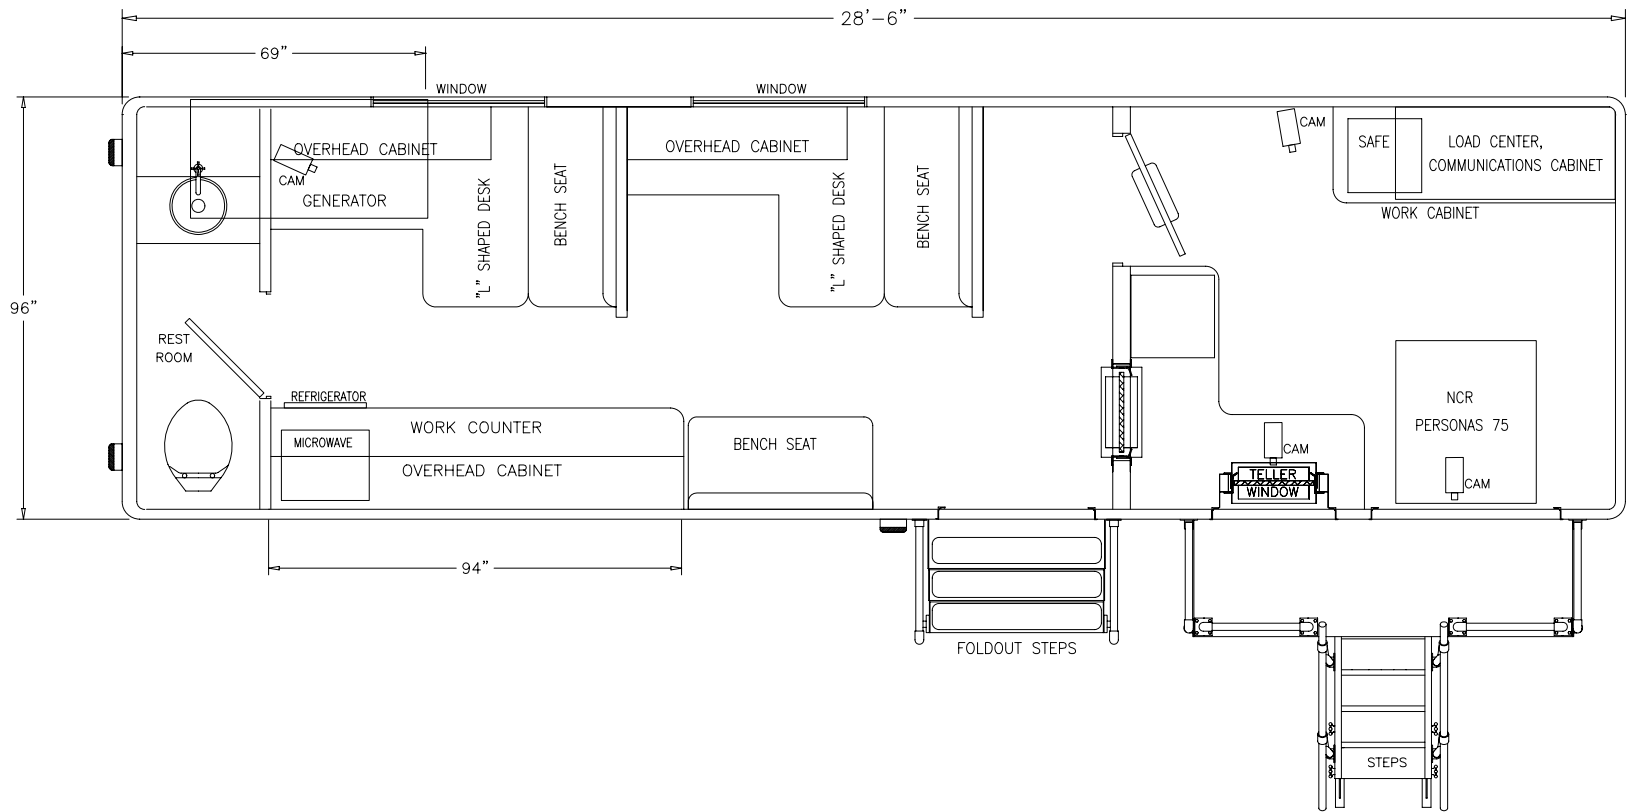 28'-6"
69"
WINDOW
WINDOW
CAM
OVERHEAD CABINET
OVERHEAD CABINET
SAFE
LOAD CENTER,
COMMUNICATIONS CABINET
CAM
GENERATOR
"L" SHAPED DESK
BENCH SEAT
"L" SHAPED DESK
BENCH SEAT
WORK CABINET
96"
REST
ROOM
REFRIGERATOR
WORK COUNTER
MICROWAVE
OVERHEAD CABINET
BENCH SEAT
NCR
PERSONAS 75
CAM
TELLER
WINDOW
CAM
94"
FOLDOUT STEPS
STEPS